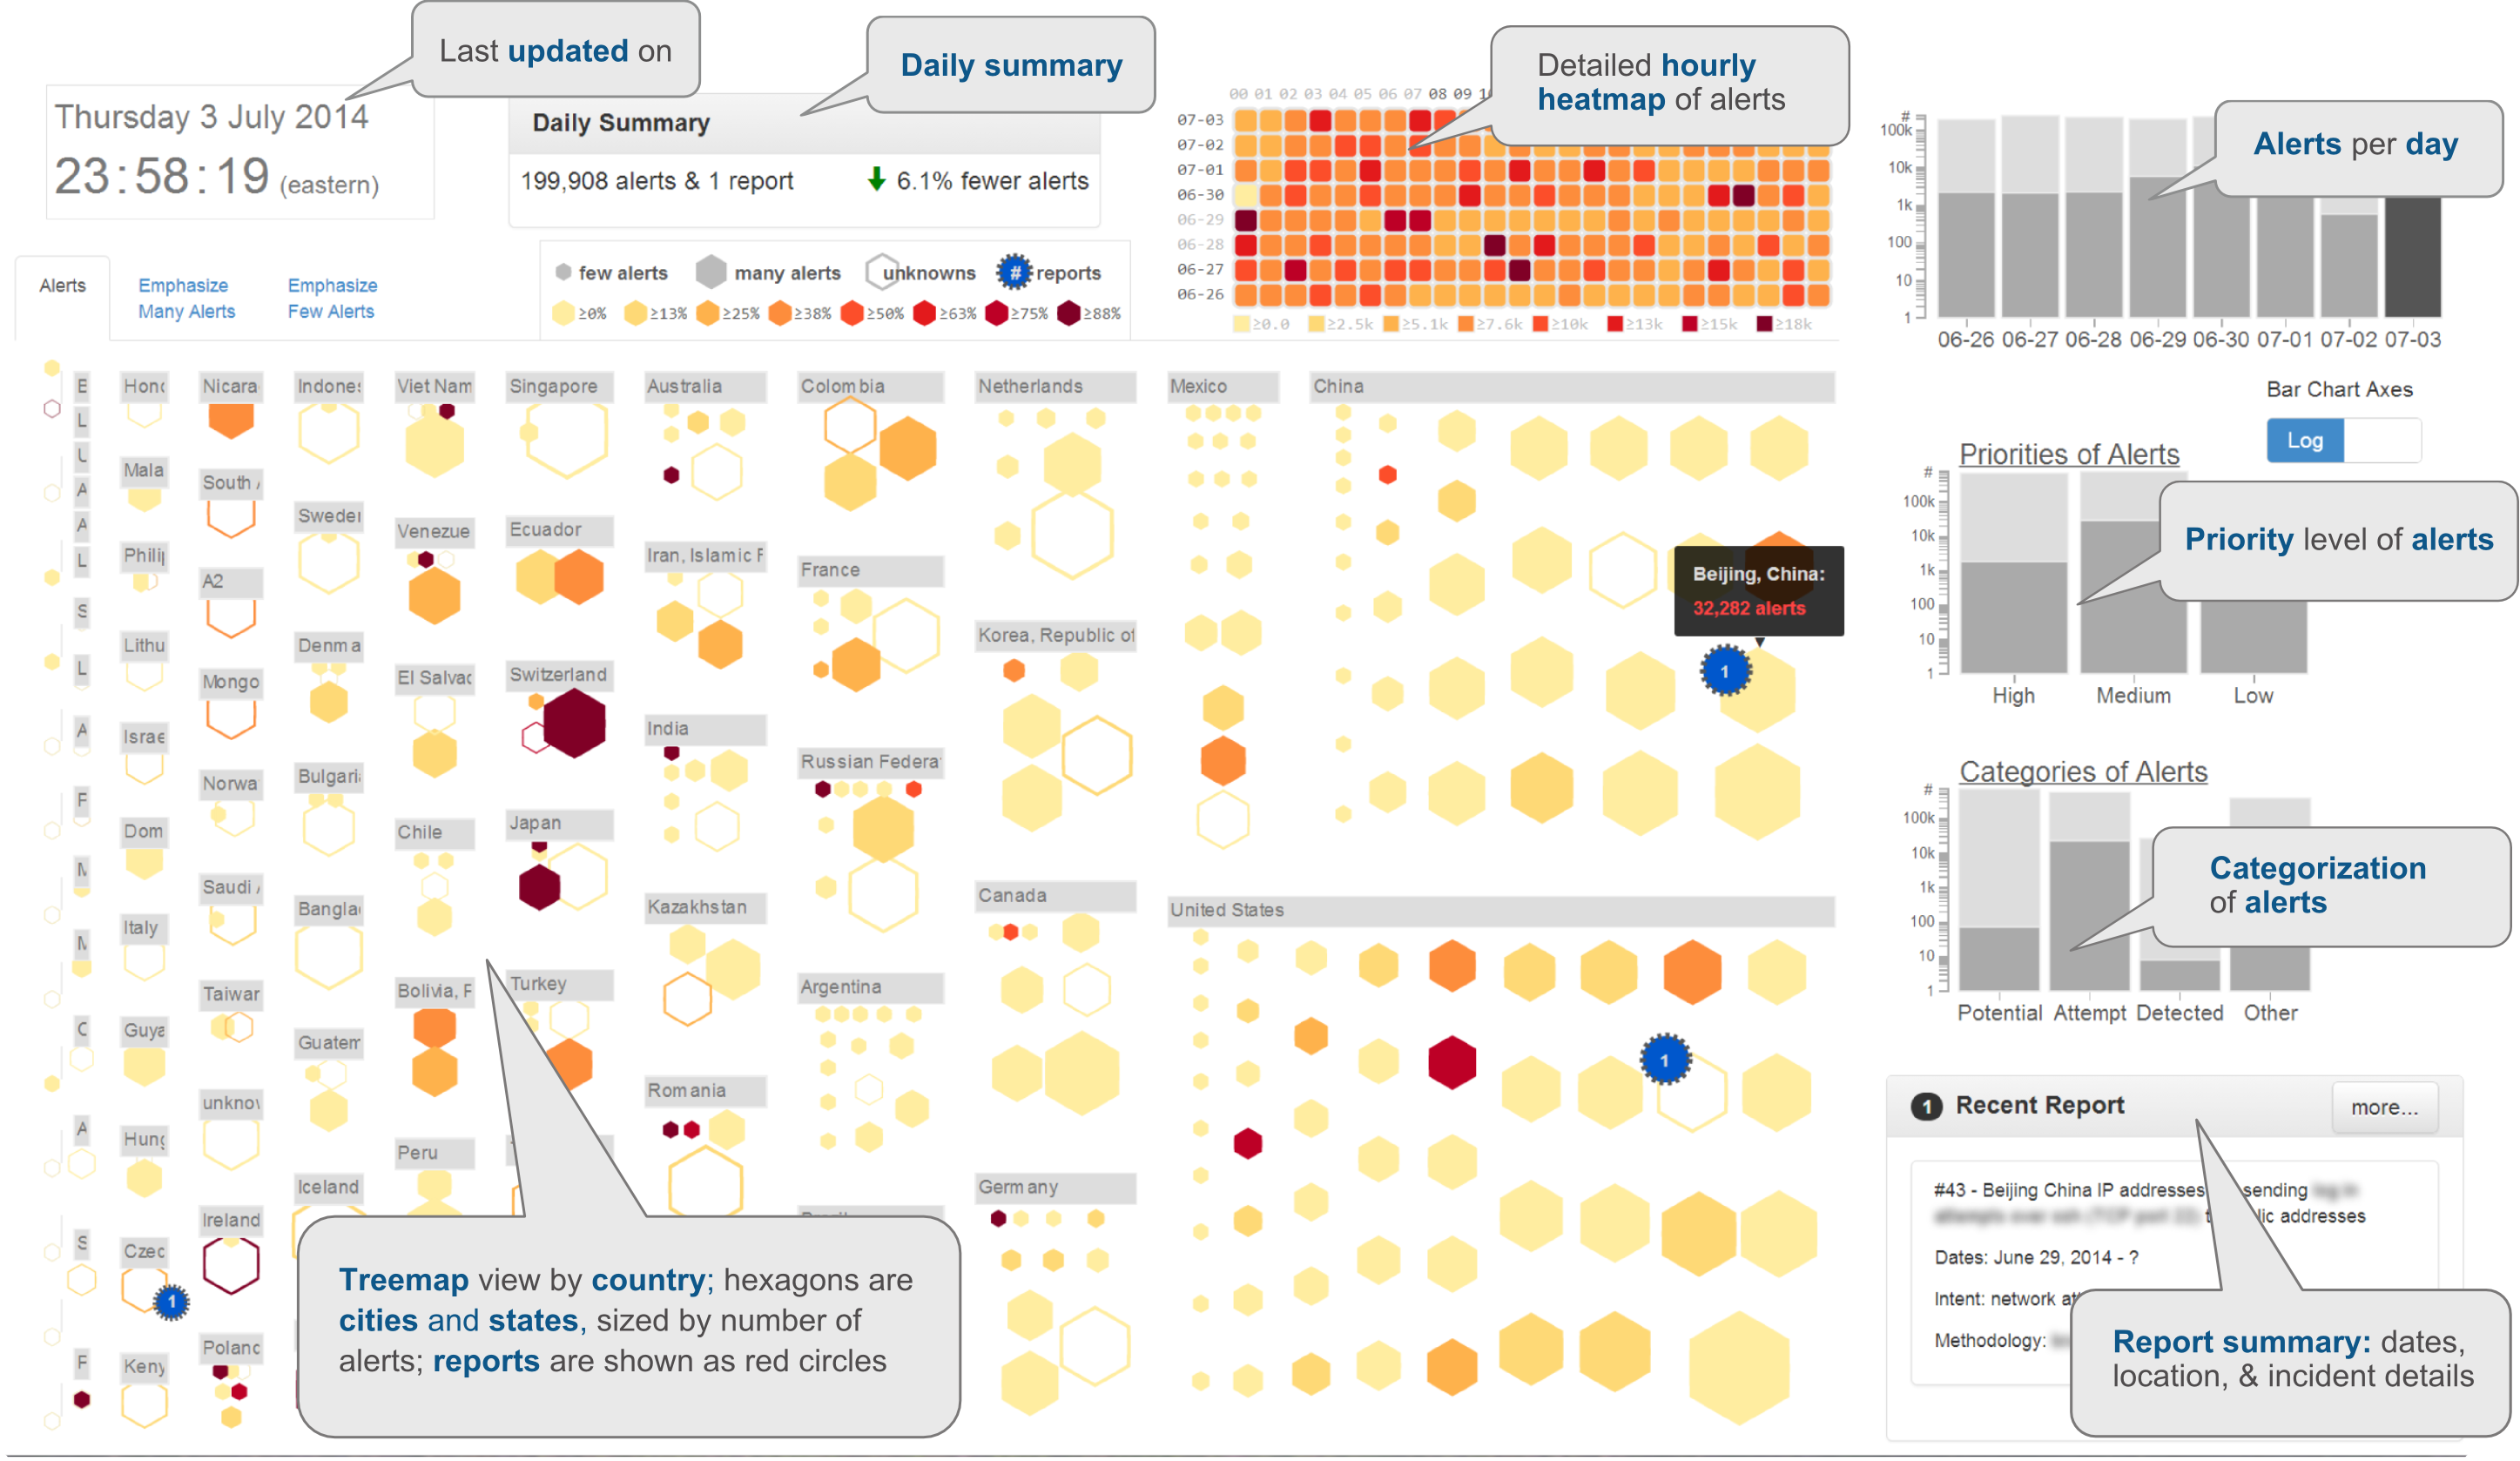 Last updated on
Daily summary
Detailed hourly
heatmap of alerts
Thursday 3 July 2014
23:58:19 (eastern)
Daily Summary
199,908 alerts & 1 report
6.1% fewer alerts
00 01 02 03 04 05 06 07 08 09
07-03
07-02
07-01
06-30
06-29
06-28
06-27
06-26
≥0.0 ≥2.5k ≥5.1k ≥7.6k ≥10k ≥13k ≥15k ≥18k
#
100k
10k
1k
100
10
1
06-26 06-27 06-28 06-29 06-30 07-01 07-02 07-03
Alerts per day
Alerts
Emphasize
Many Alerts
Emphasize
Few Alerts
few alerts many alerts unknowns # reports
≥0% ≥13% ≥25% ≥38% ≥50% ≥63% ≥75% ≥88%
Bar Chart Axes
Log
Priorities of Alerts
#
100k
10k
1k
100
10
1
High Medium Low
Priority level of alerts
Categories of Alerts
#
100k
10k
1k
100
10
1
Potential Attempt Detected Other
Categorization
of alerts
E
L
U
A
A
L
S
L
A
F
M
M
C
A
S
F
Honc
Mala
Philij
Lithu
Israe
Dom
Italy
Guya
Hung
Czec
1
Keny
Nicara
South A
A2
Mongo
Norwa
Saudi A
Taiwar
unknov
Ireland
Polanc
Indones
Sweder
Denma
Bulgari
Banglad
Guatem
Iceland
Viet Nam
Venezue
El Salvac
Chile
Bolivia, P
Peru
Singapore
Ecuador
Switzerland
Japan
Turkey
Australia
Iran, Islamic R
India
Kazakhstan
Romania
Colombia
France
Russian Federat
Argentina
Netherlands
Korea, Republic of
Canada
Germany
Mexico
China
Beijing, China:
32,282 alerts
1
United States
1
Treemap view by country; hexagons are
cities and states, sized by number of
alerts; reports are shown as red circles
1 Recent Report
more...
#43 - Beijing China IP addresses sending
addresses
Dates: June 29, 2014 - ?
Intent: network
Methodology:
Report summary: dates,
location, & incident details